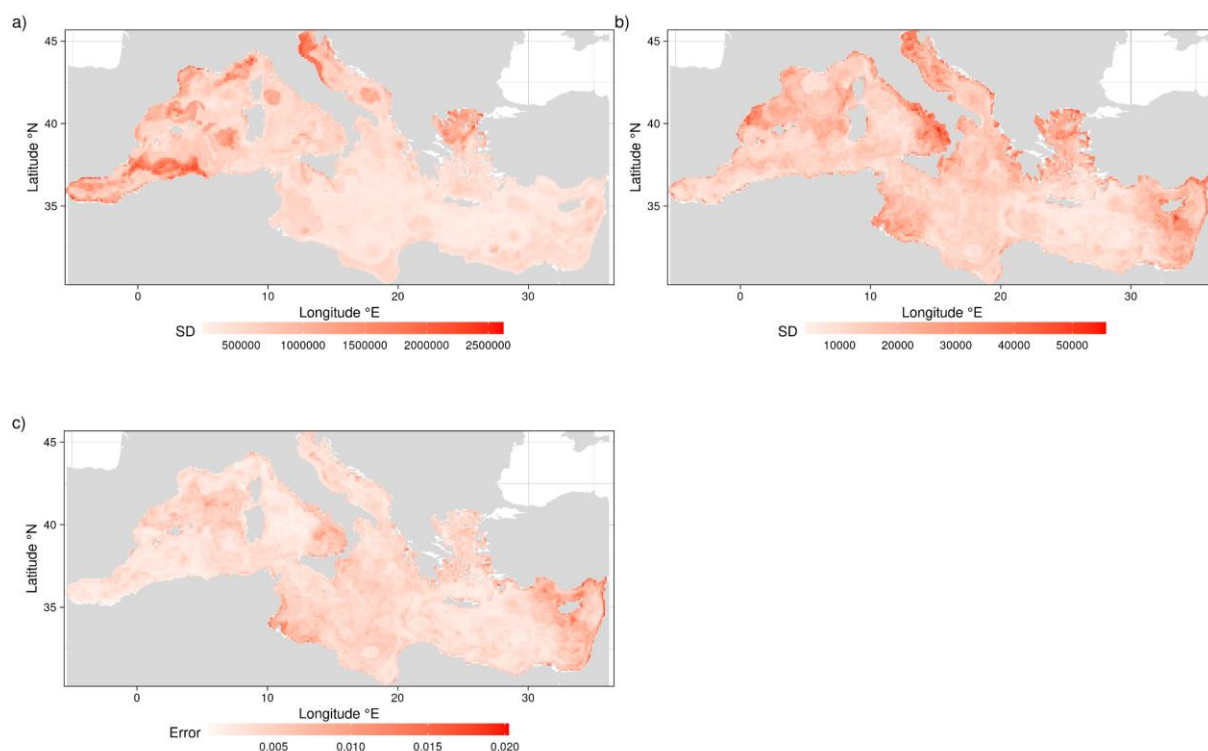 a)
45
40
35
Latitude °N
0 10 20 30
Longitude °E
SD
500000 1000000 1500000 2000000 2500000
b)
45
40
35
Latitude °N
0 10 20 30
Longitude °E
SD
10000 20000 30000 40000 50000
c)
45
40
35
Latitude °N
0 10 20 30
Longitude °E
Error
0.005 0.010 0.015 0.020